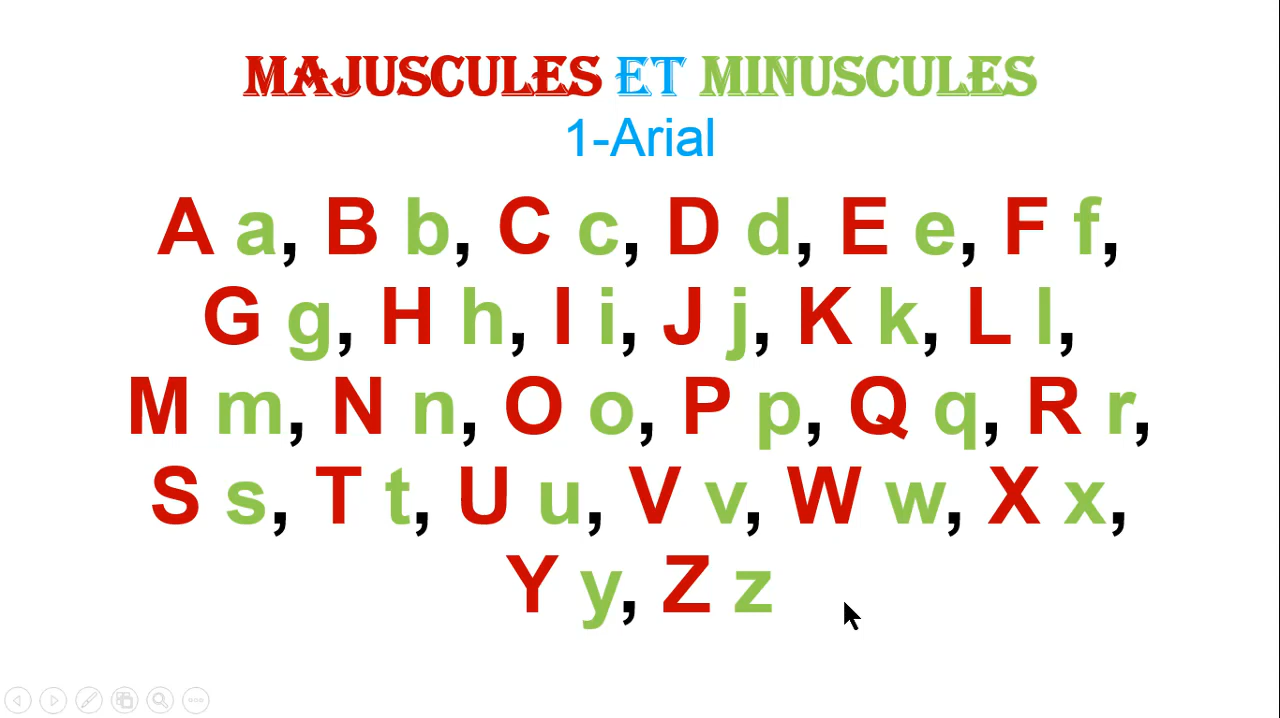 MAJUSCULES ET MINUSCULES
1-Arial
A a, B b, C c, D d, E e, F f,
G g, H h, I i, J j, K k, L l,
M m, N n, O o, P p, Q q, R r,
S s, T t, U u, V v, W w, X x,
Y y, Z z